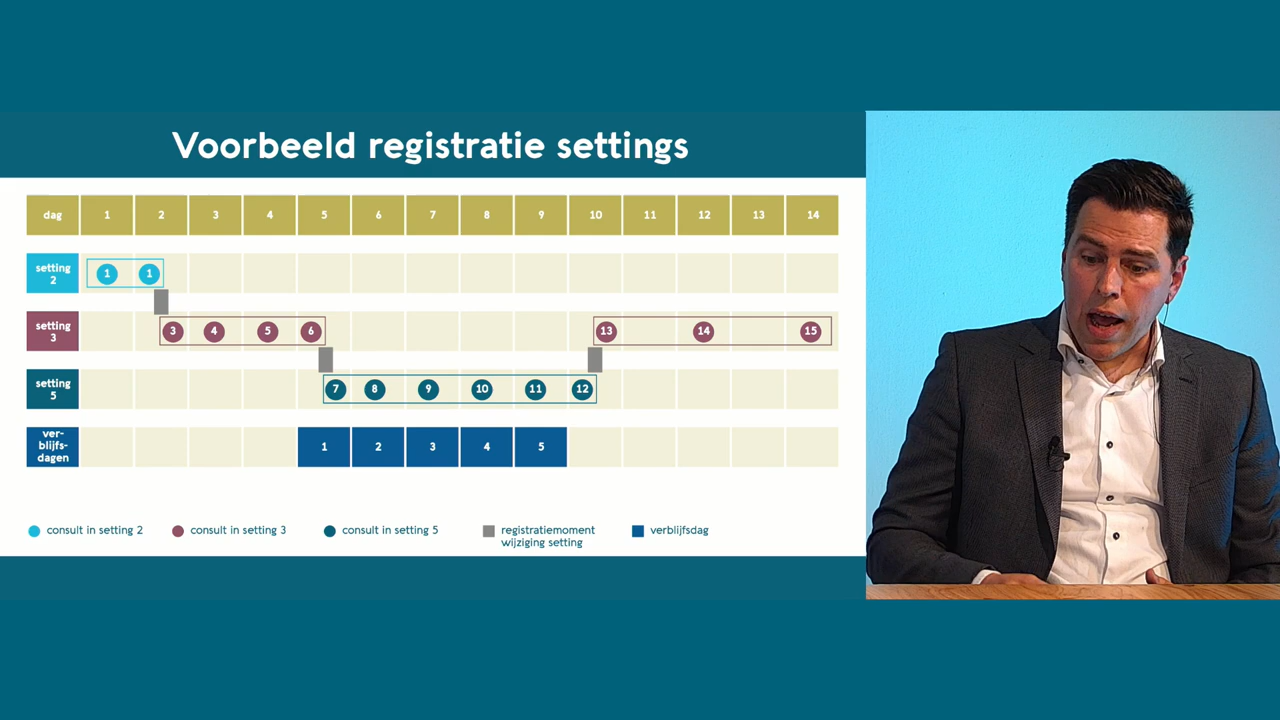 Voorbeeld registratie settings
dag 1 2 3 4 5 6 7 8 9 10 11 12 13 14
setting
2
1 1
setting
3
3 4 5 6 13 14 15
setting
5
7 8 9 10 11 12
ver-
blijfs-
dagen
1 2 3 4 5
consult in setting 2
consult in setting 3
consult in setting 5
registratiemoment
wijziging setting
verblijfsdag